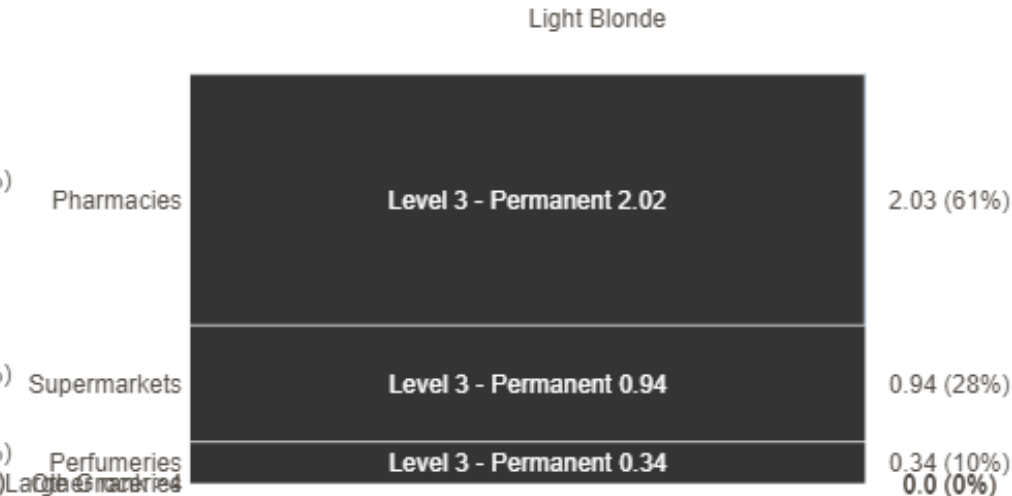 Light Blonde
Pharmacies Level 3 - Permanent 2.02 2.03 (61%)
Supermarkets Level 3 - Permanent 0.94 0.94 (28%)
Perfumeries Level 3 - Permanent 0.34 0.34 (10%)
0.0 (0%)